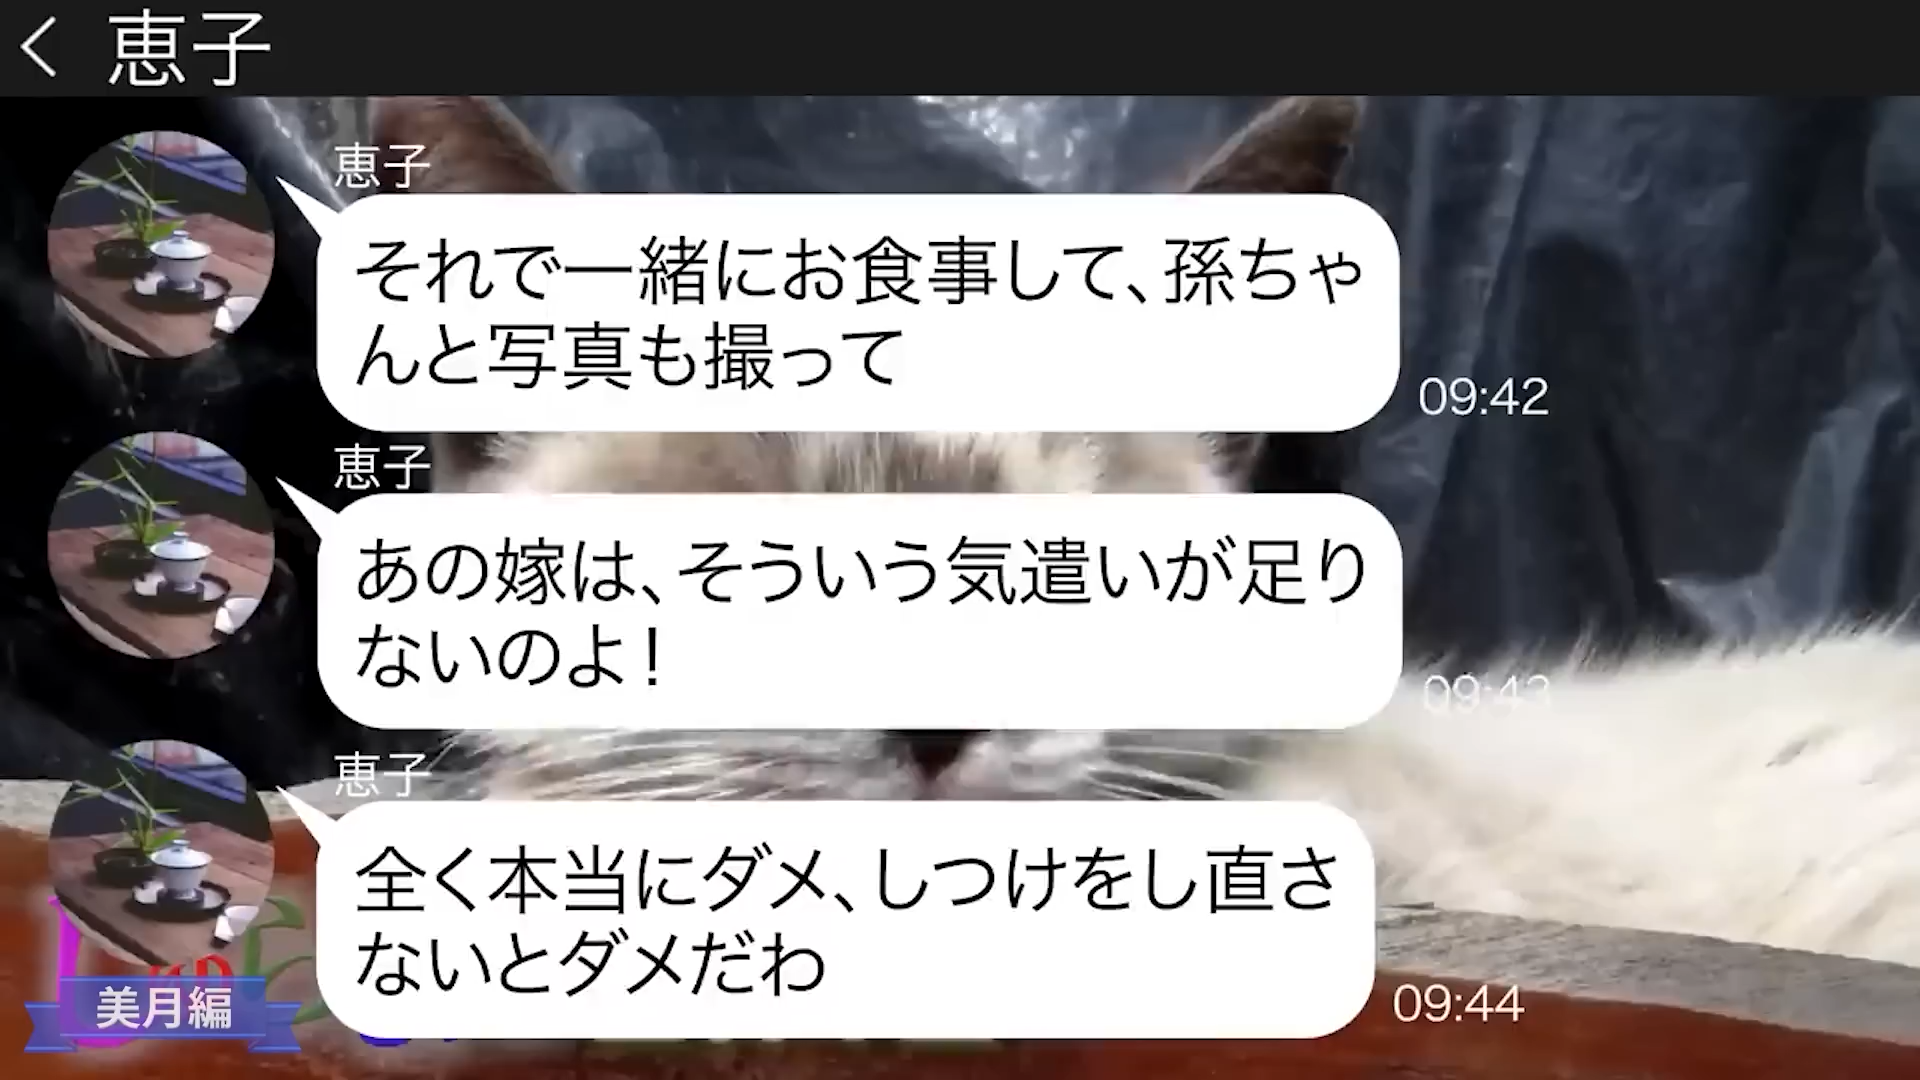 恵子
恵子
それで一緒にお食事して、孫ちゃ
んと写真も撮って
09:42
恵子
あの嫁は、そういう気遣いが足り
ないのよ！
09:43
恵子
全く本当にダメ、しつけをし直さ
ないとダメだわ
09:44
美月編